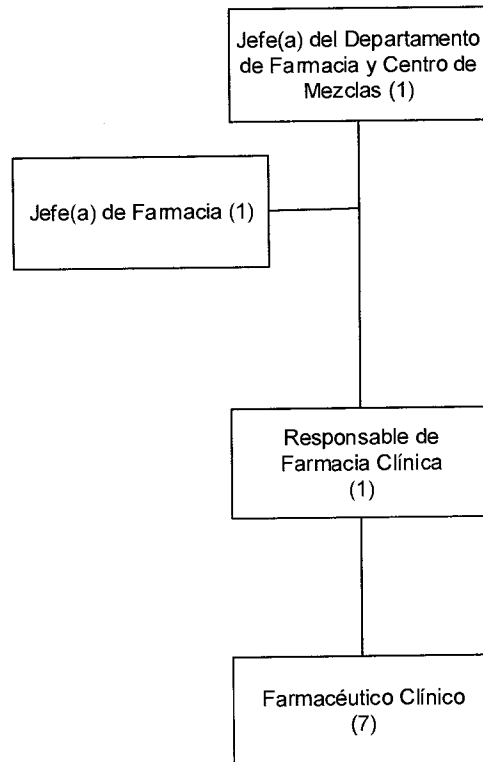 Jefe(a) del Departamento
de Farmacia y Centro de
Mezclas (1)
Jefe(a) de Farmacia (1)
Responsable de
Farmacia Clínica
(1)
Farmacéutico Clínico
(7)